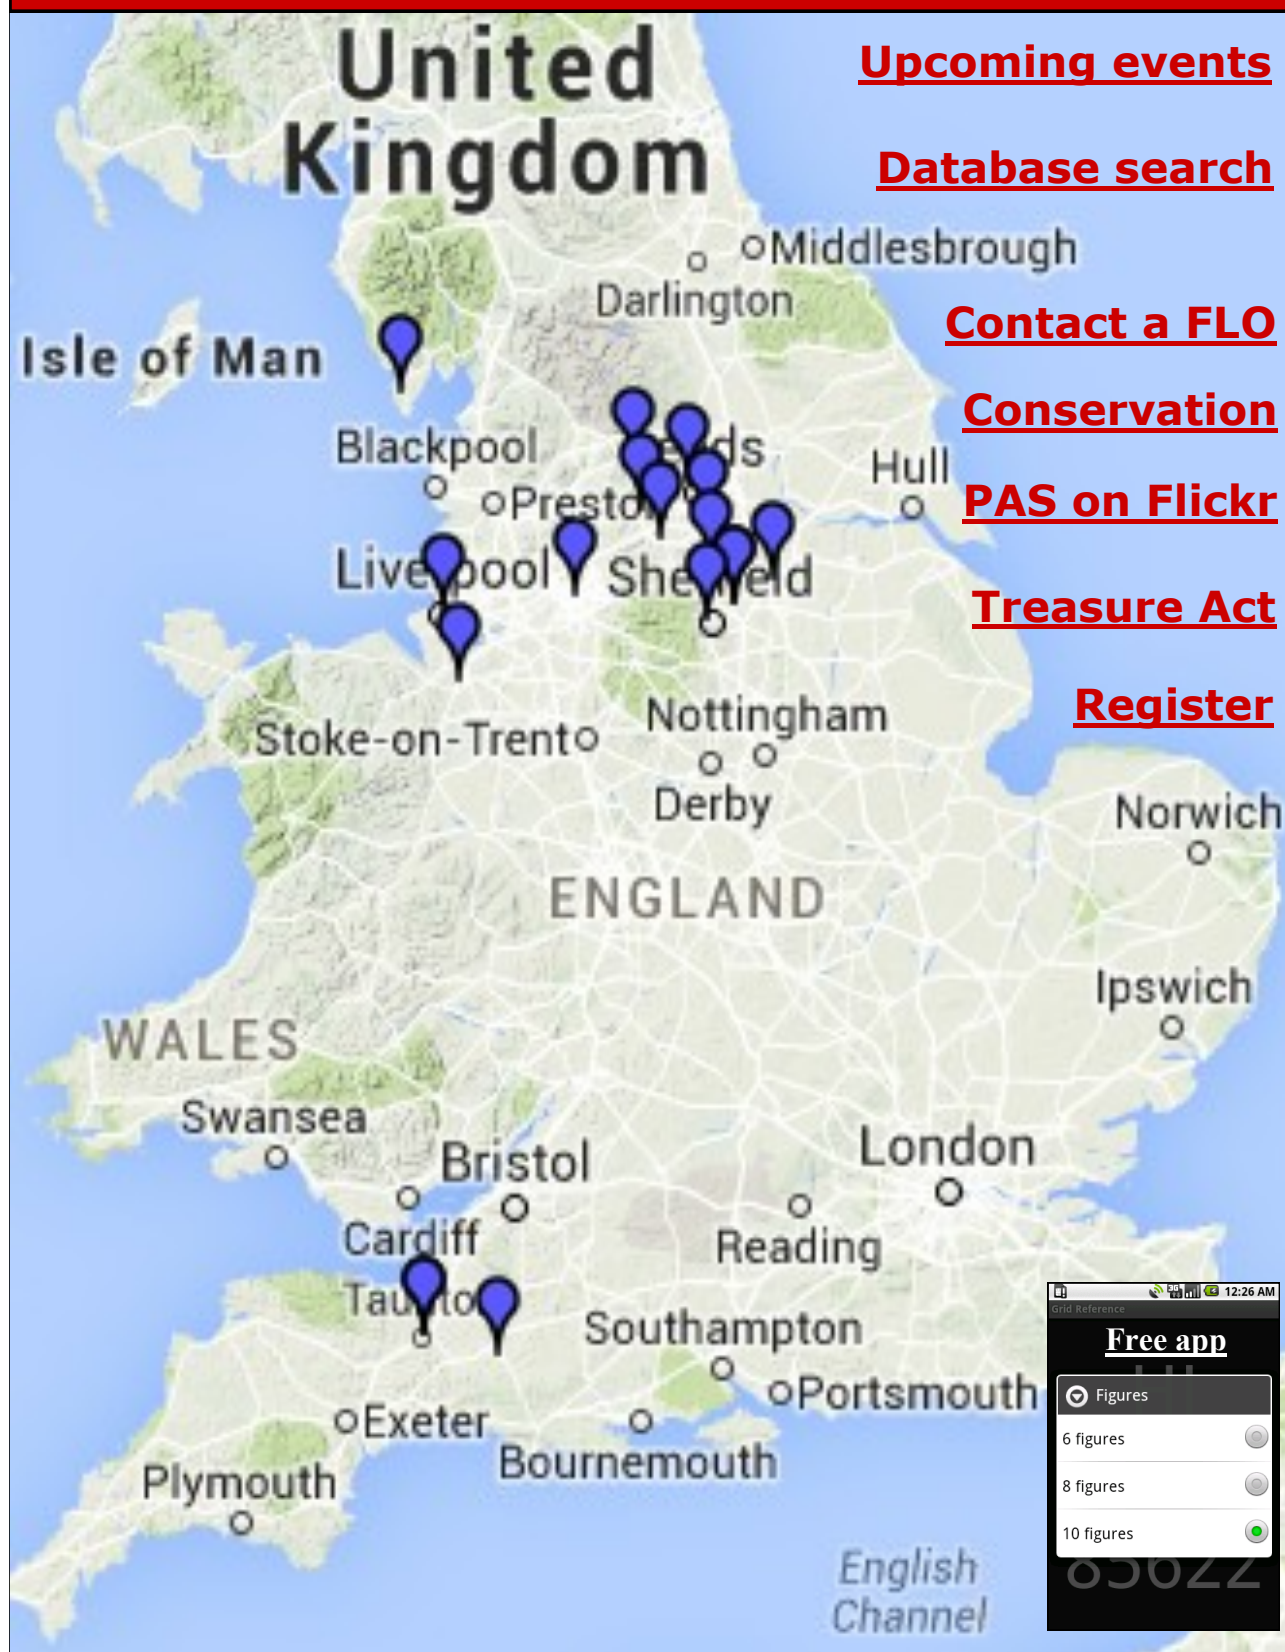 United
Kingdom
Upcoming events
Database search
Middlesbrough
Darlington
Contact a FLO
Isle of Man
Conservation
Blackpool
Hull
Preston
PAS on Flickr
Liverpool
Sheffield
Treasure Act
Register
Nottingham
Stoke-on-Trent
Derby
Norwich
ENGLAND
Ipswich
WALES
Swansea
London
Bristol
Cardiff
Reading
Taunton
Southampton
Portsmouth
Exeter
Bournemouth
Plymouth
English
Channel
12:26 AM
Grid Reference
Free app
Figures
6 figures
8 figures
10 figures
85622